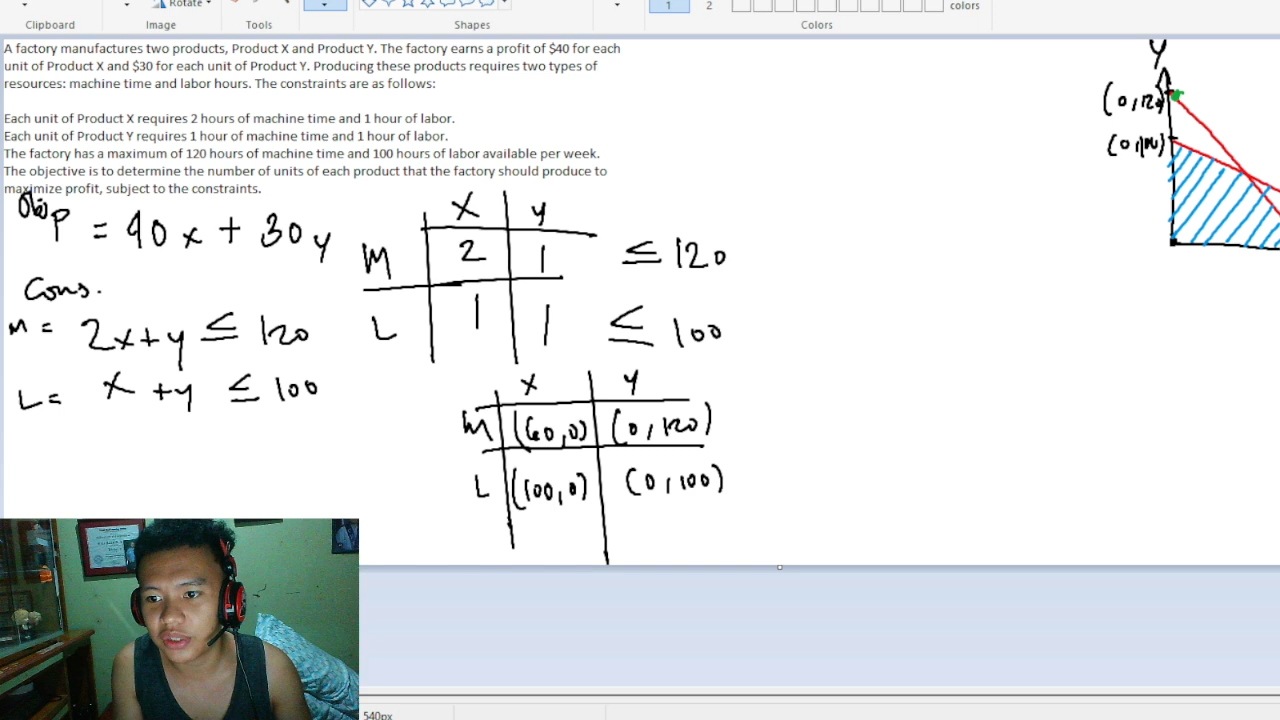 Rotate
1
2
colors
Clipboard
Image
Tools
Shapes
Colors
A factory manufactures two products, Product X and Product Y. The factory earns a profit of $40 for each
unit of Product X and $30 for each unit of Product Y. Producing these products requires two types of
resources: machine time and labor hours. The constraints are as follows:
Each unit of Product X requires 2 hours of machine time and 1 hour of labor.
Each unit of Product Y requires 1 hour of machine time and 1 hour of labor.
The factory has a maximum of 120 hours of machine time and 100 hours of labor available per week.
The objective is to determine the number of units of each product that the factory should produce to
maximize profit, subject to the constraints.
P = 40x + 30y
Cons.
M = 2x+y ≤ 120
L = x +y ≤ 100
X Y
M 2 1 ≤ 120
L 1 1 ≤ 100
X Y
M (60,0) (0,120)
L (100,0) (0,100)
Y
(0,120)
(0,100)
540px